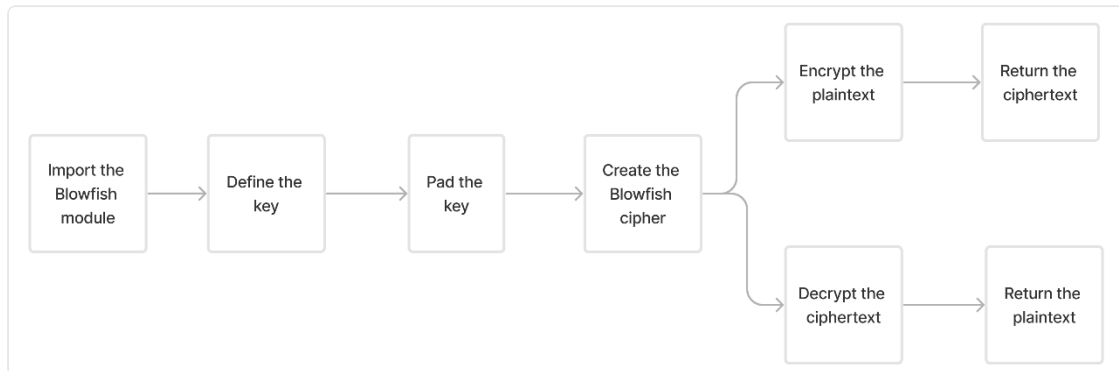 Import the
Blowfish
module
Define the
key
Pad the
key
Create the
Blowfish
cipher
Encrypt the
plaintext
Return the
ciphertext
Decrypt the
ciphertext
Return the
plaintext